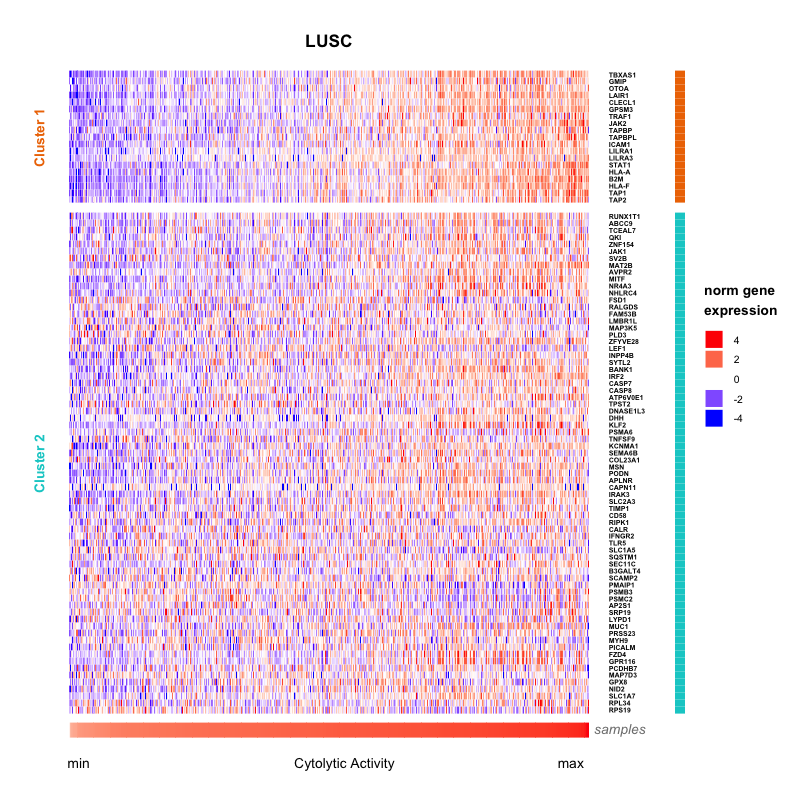 LUSC
Cluster 1
TBXAS1
GMIP
OTOA
LAIR1
CLECL1
GPSM3
TRAF1
JAK2
TAPBP
TAPBPL
ICAM1
LILRA1
LILRA3
STAT1
HLA-A
B2M
HLA-F
TAP1
TAP2
Cluster 2
RUNX1T1
ABCC9
TCEAL7
QKI
ZNF154
JAK1
SV2B
MAT2B
AVPR2
MITF
NR4A3
NHLRC4
FSD1
RALGDS
FAM53B
LMBR1L
MAP3K5
PLD3
ZFYVE28
LEF1
INPP4B
SYTL2
BANK1
IRF2
CASP7
CASP8
ATP6V0E1
TPST2
DNASE1L3
DHH
KLF2
PSMA6
TNFSF9
KCNMA1
SEMA6B
COL23A1
MSN
PODN
APLNR
CAPN11
IRAK3
SLC2A3
TIMP1
CD58
RIPK1
CALR
IFNGR2
TLR5
SLC1A5
SQSTM1
SEC11C
B3GALT4
SCAMP2
PMAIP1
PSMB3
PSMC2
AP2S1
SRP19
LYPD1
MUC1
PRSS23
MYH9
PICALM
FZD4
GPR116
PCDHB7
MAP7D3
GPX8
NID2
SLC1A7
RPL34
RPS19
norm gene
expression
4
2
0
-2
-4
samples
min Cytolytic Activity max